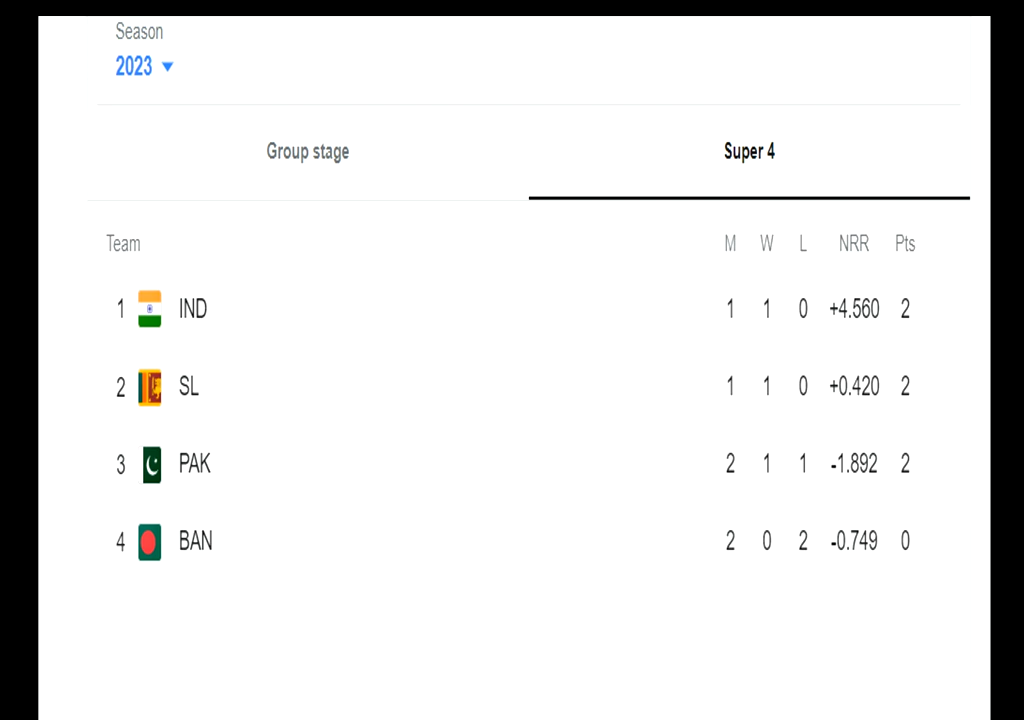 Season
2023
Group stage Super 4
Team M W L NRR Pts
1 IND 1 1 0 +4.560 2
2 SL 1 1 0 +0.420 2
3 PAK 2 1 1 -1.892 2
4 BAN 2 0 2 -0.749 0